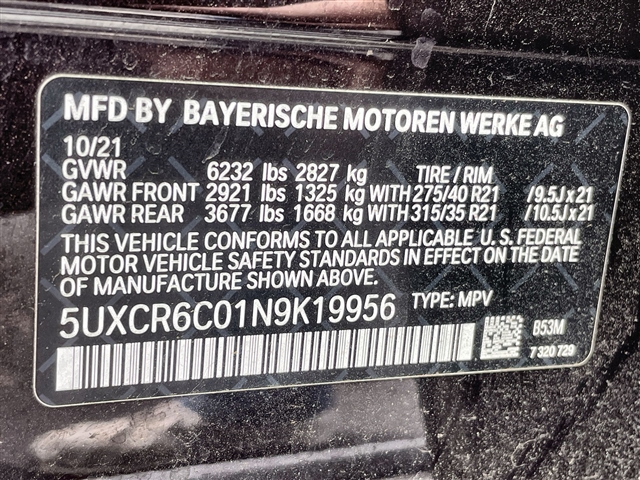 MFD BY BAYERISCHE MOTOREN WERKE AG
10/21
GVWR 6232 lbs 2827 kg TIRE / RIM
GAWR FRONT 2921 lbs 1325 kg WITH 275/40 R21 /9.5Jx21
GAWR REAR 3677 lbs 1668 kg WITH 315/35 R21 /10.5Jx21
THIS VEHICLE CONFORMS TO ALL APPLICABLE U.S. FEDERAL
MOTOR VEHICLE SAFETY STANDARDS IN EFFECT ON THE DATE
OF MANUFACTURE SHOWN ABOVE.
5UXCR6C01N9K19956 TYPE: MPV
B53M
7 320 729